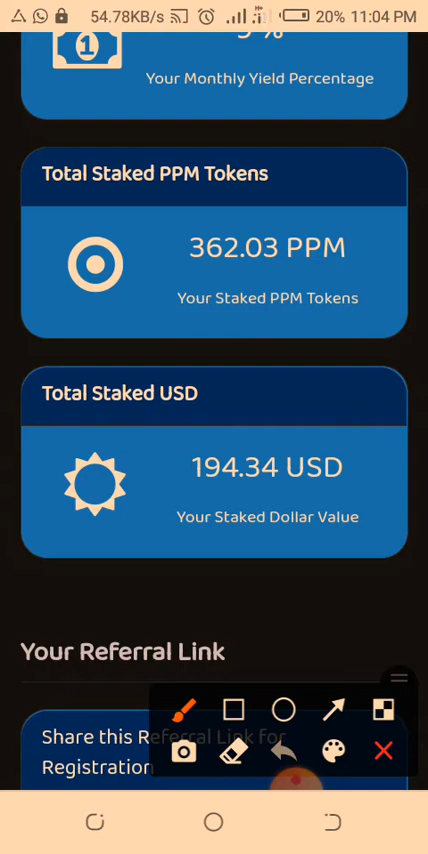 54.78KB/s 20% 11:04 PM
1
9 %
Your Monthly Yield Percentage
Total Staked PPM Tokens
362.03 PPM
Your Staked PPM Tokens
Total Staked USD
194.34 USD
Your Staked Dollar Value
Your Referral Link
Share this Referral Link for
Registration